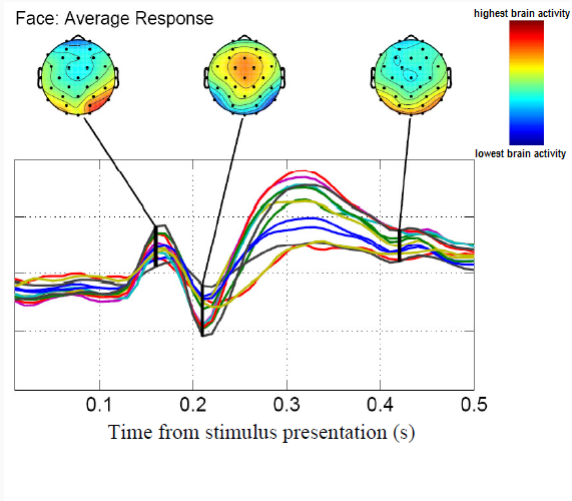 Face: Average Response
highest brain activity
lowest brain activity
0.1
0.2
0.3
0.4
0.5
Time from stimulus presentation (s)